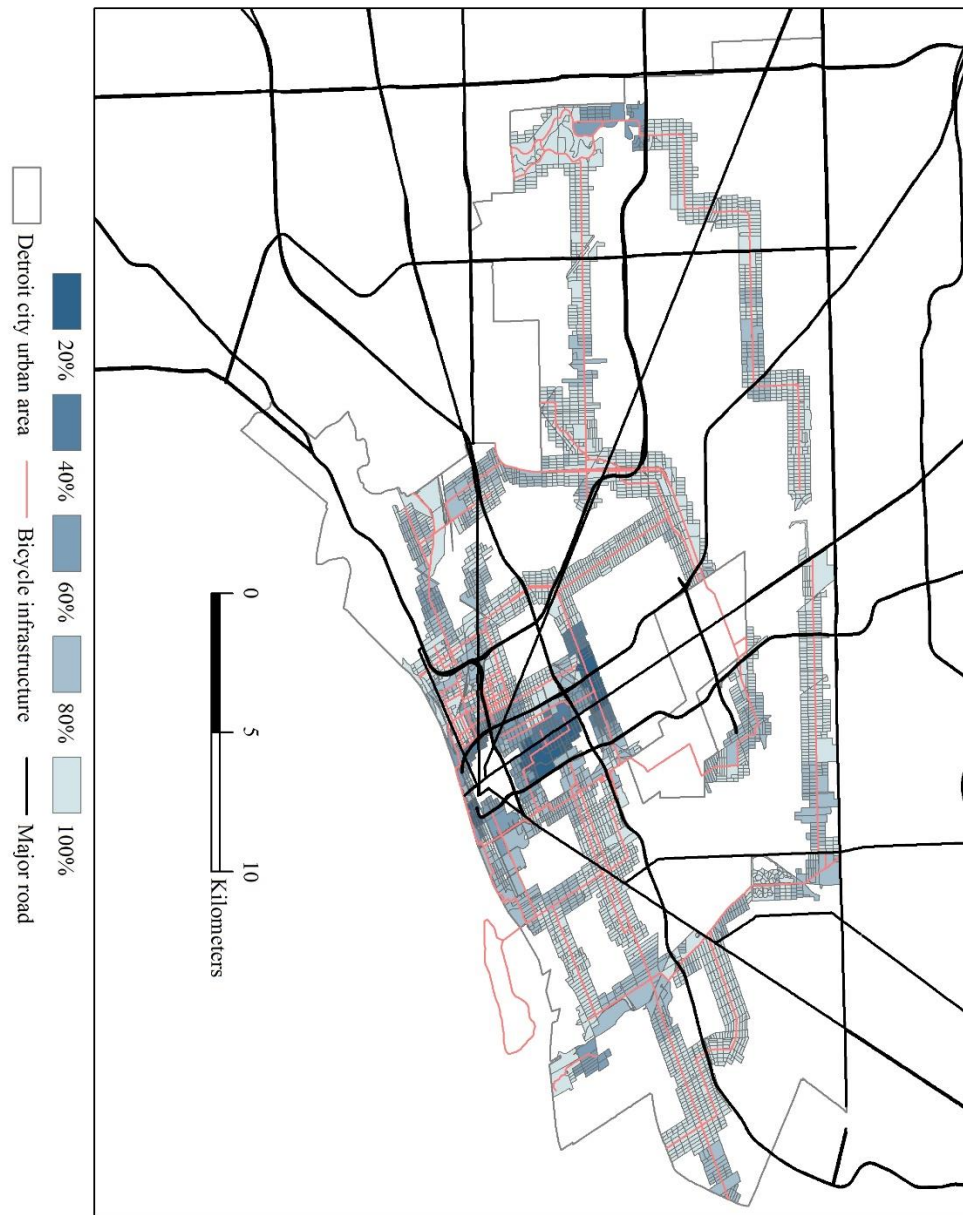 0 5 10
Kilometers
20% 40% 60% 80% 100%
Detroit city urban area Bicycle infrastructure Major road